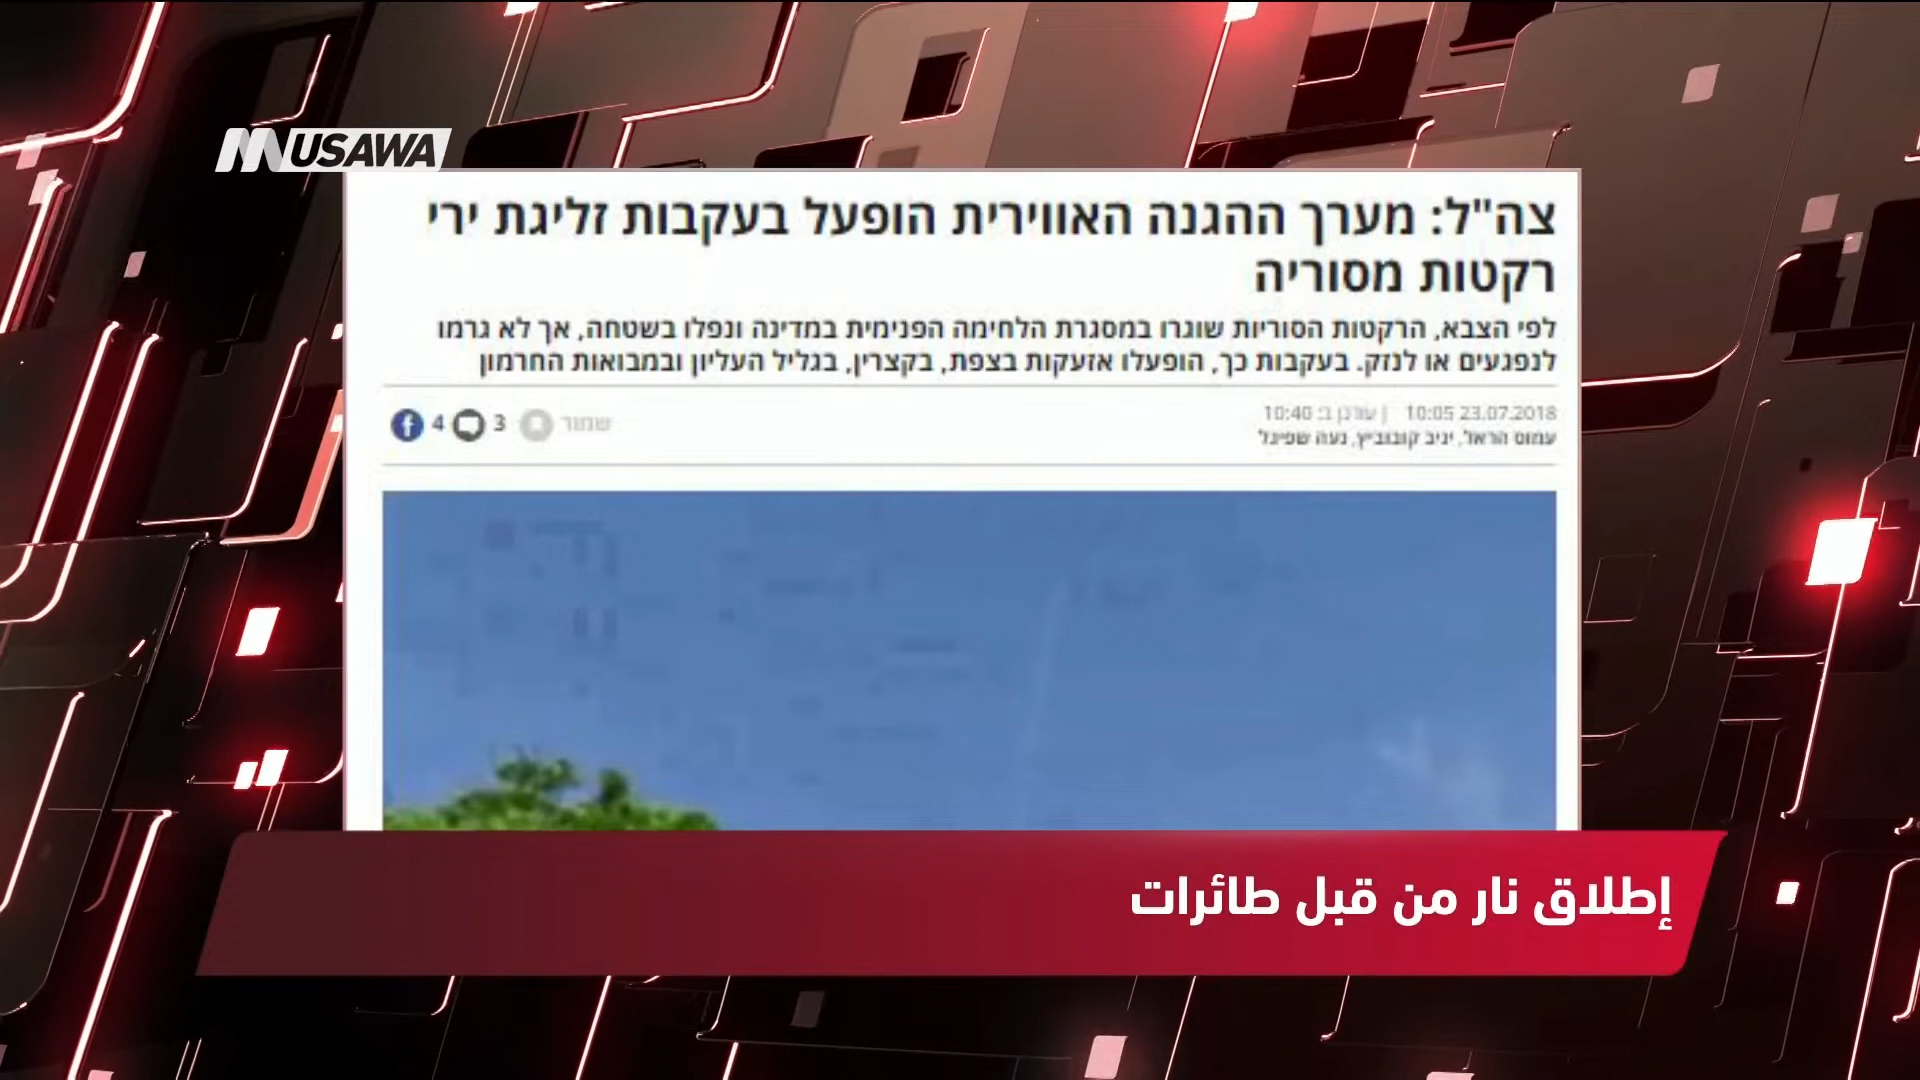 MUSAWA
צה"ל: מערך ההגנה האווירית הופעל בעקבות זליגת ירי
רקטות מסוריה
לפי הצבא, הרקטות הסוריות שוגרו במסגרת הלחימה הפנימית במדינה ונפלו בשטחה, אך לא גרמו
לנפגעים או לנזק. בעקבות כך, הופעלו אזעקות בצפת, בקצרין, בגליל העליון ובמבואות החרמון
10:05 23.07.2018 | עודכן ב: 10:40
עמוס הראל, יניב קובוביץ, נעה שפיגל
4 3 שמור
إطلاق نار من قبل طائرات